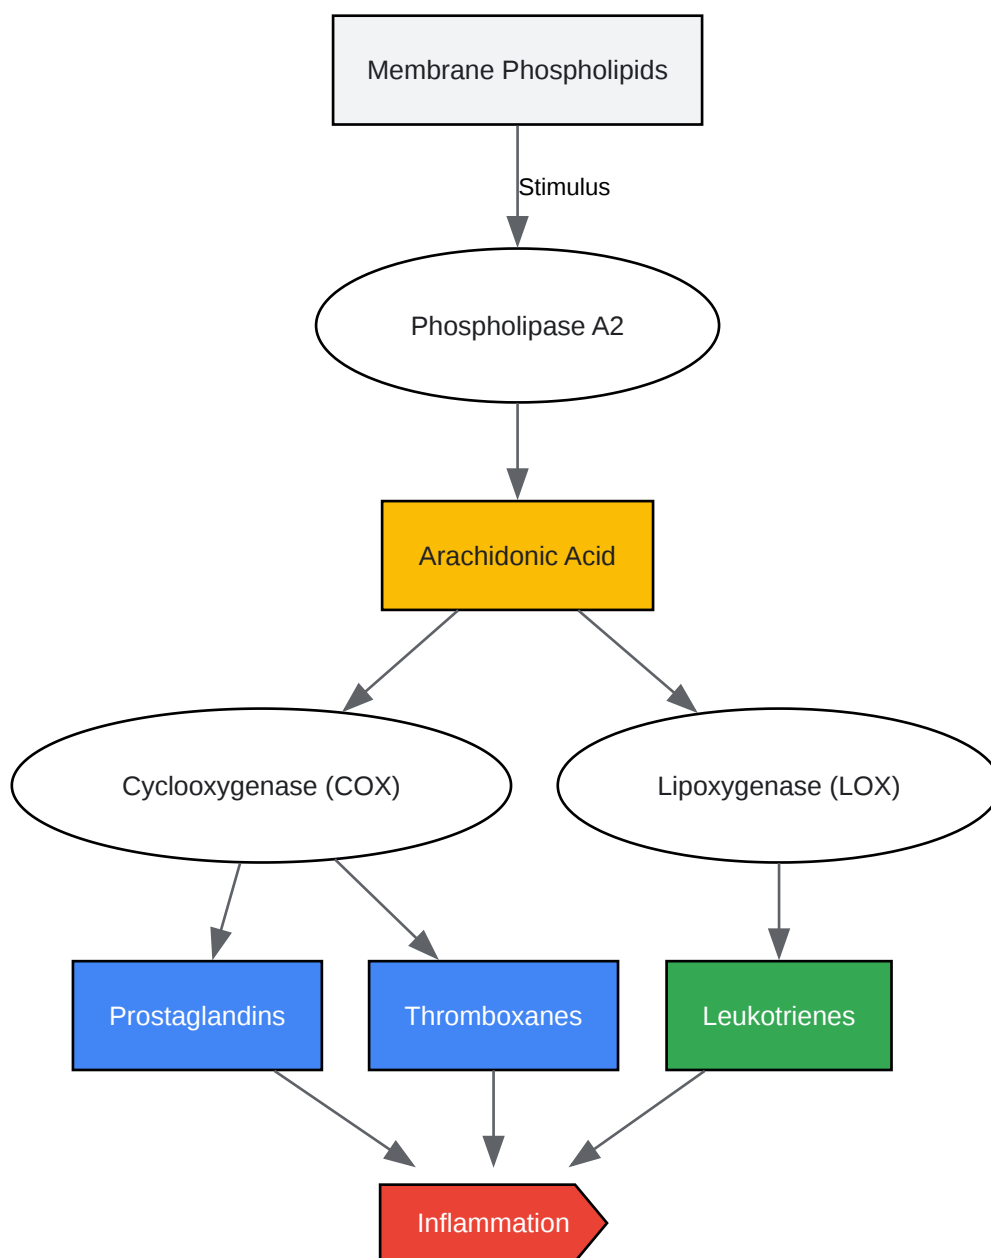 Membrane Phospholipids
Stimulus
Phospholipase A2
Arachidonic Acid
Cyclooxygenase (COX)
Lipoxygenase (LOX)
Prostaglandins
Thromboxanes
Leukotrienes
Inflammation